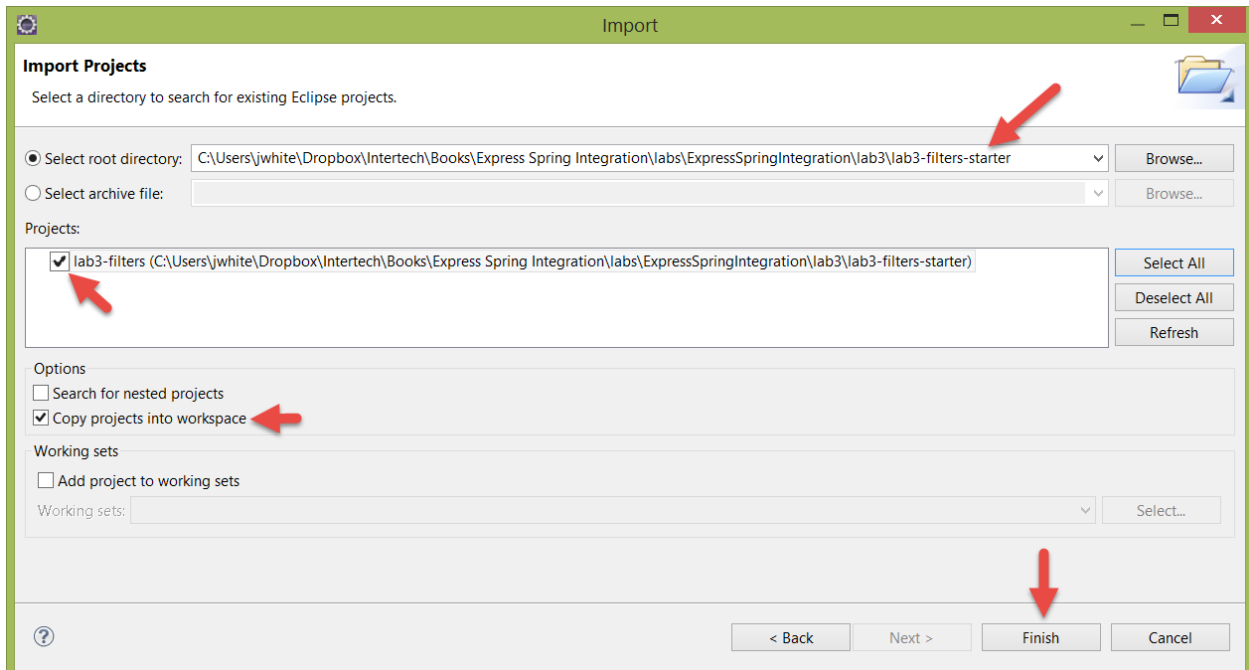 Import
Import Projects
Select a directory to search for existing Eclipse projects.
Select root directory: C:\Users\jwhite\Dropbox\Intertech\Books\Express Spring Integration\labs\ExpressSpringIntegration\lab3\lab3-filters-starter Browse...
Select archive file: Browse...
Projects:
lab3-filters (C:\Users\jwhite\Dropbox\Intertech\Books\Express Spring Integration\labs\ExpressSpringIntegration\lab3\lab3-filters-starter) Select All
Deselect All
Refresh
Options
Search for nested projects
Copy projects into workspace
Working sets
Add project to working sets
Working sets: Select...
? < Back Next > Finish Cancel